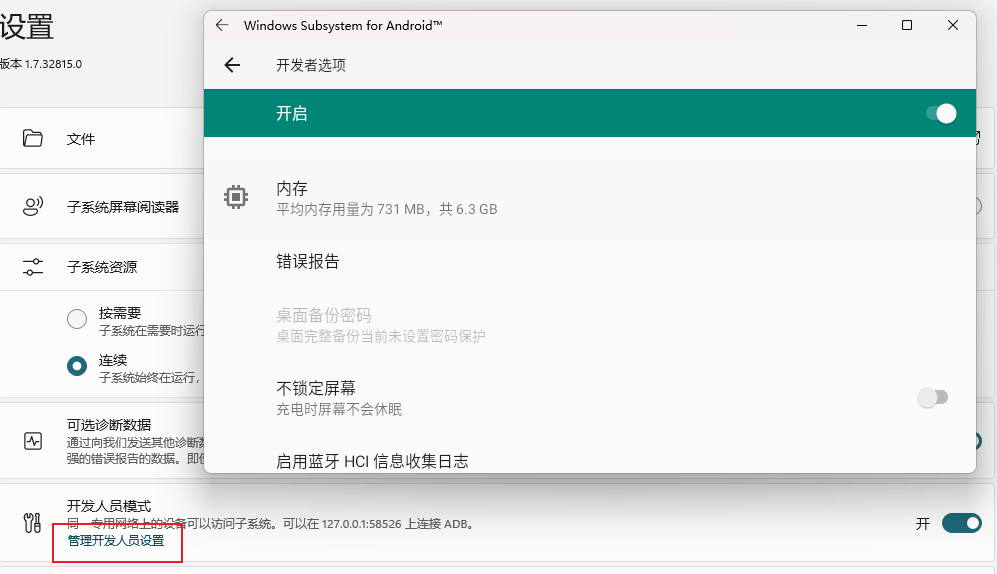 设置
版本 1.7.32815.0
文件
子系统屏幕阅读器
子系统资源
按需要
子系统在需要时运行
连续
子系统始终在运行，
可选诊断数据
通过向我们发送其他诊断数
强的错误报告的数据。即使
开发人员模式
同一专用网络上的设备可以访问子系统。可以在 127.0.0.1:58526 上连接 ADB。
管理开发人员设置
开
Windows Subsystem for Android™
开发者选项
开启
内存
平均内存用量为 731 MB，共 6.3 GB
错误报告
桌面备份密码
桌面完整备份当前未设置密码保护
不锁定屏幕
充电时屏幕不会休眠
启用蓝牙 HCI 信息收集日志